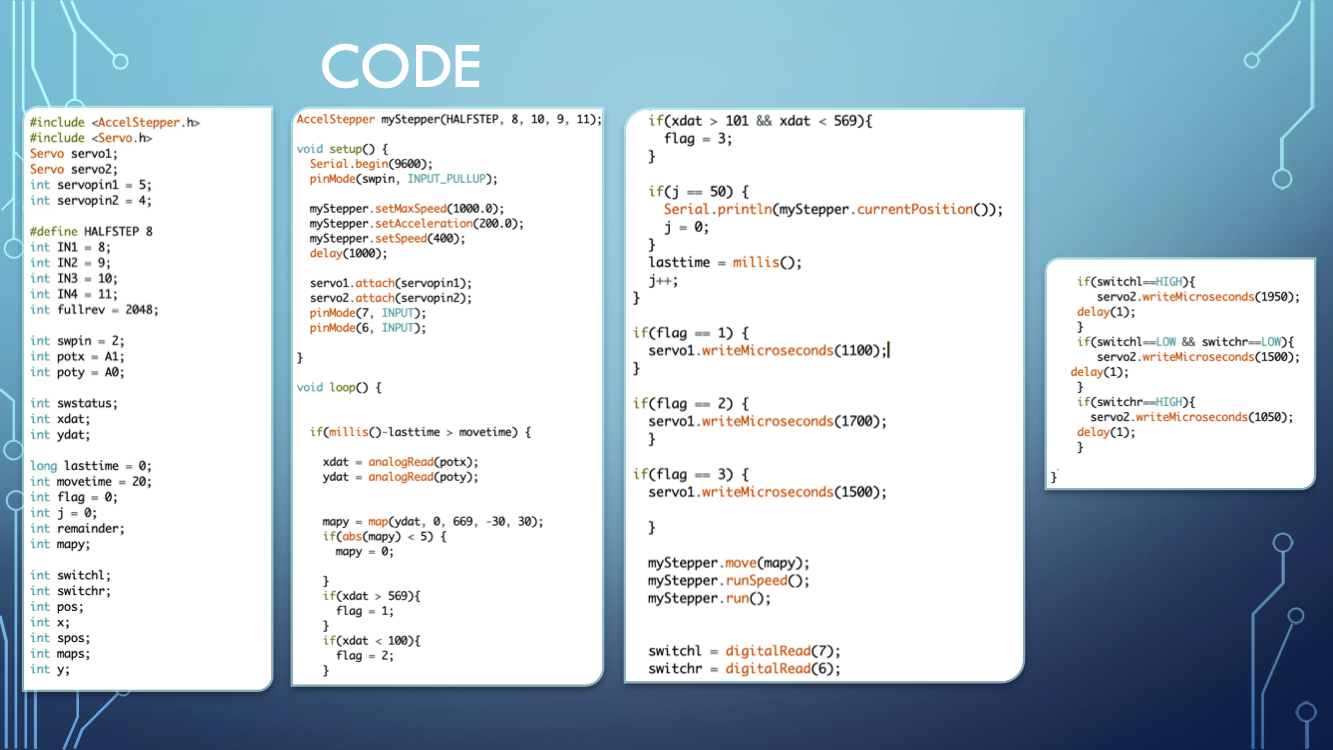 CODE
#include <AccelStepper.h>
#include <Servo.h>
Servo servo1;
Servo servo2;
int servopin1 = 5;
int servopin2 = 4;
#define HALFSTEP 8
int IN1 = 8;
int IN2 = 9;
int IN3 = 10;
int IN4 = 11;
int fullrev = 2048;
int swpin = 2;
int potx = A1;
int poty = A0;
int swstatus;
int xdat;
int ydat;
long lasttime = 0;
int movetime = 20;
int flag = 0;
int j = 0;
int remainder;
int mapy;
int switchl;
int switchr;
int pos;
int x;
int spos;
int maps;
int y;
AccelStepper myStepper(HALFSTEP, 8, 10, 9, 11);
void setup() {
Serial.begin(9600);
pinMode(swpin, INPUT_PULLUP);
myStepper.setMaxSpeed(1000.0);
myStepper.setAcceleration(200.0);
myStepper.setSpeed(400);
delay(1000);
servo1.attach(servopin1);
servo2.attach(servopin2);
pinMode(7, INPUT);
pinMode(6, INPUT);
}
void loop() {
if(millis()-lasttime > movetime) {
xdat = analogRead(potx);
ydat = analogRead(poty);
mapy = map(ydat, 0, 669, -30, 30);
if(abs(mapy) < 5) {
mapy = 0;
}
if(xdat > 569){
flag = 1;
}
if(xdat < 100){
flag = 2;
}
if(xdat > 101 && xdat < 569){
flag = 3;
}
if(j == 50) {
Serial.println(myStepper.currentPosition());
j = 0;
}
lasttime = millis();
j++;
}
if(flag == 1) {
servo1.writeMicroseconds(1100);
}
if(flag == 2) {
servo1.writeMicroseconds(1700);
}
if(flag == 3) {
servo1.writeMicroseconds(1500);
}
myStepper.move(mapy);
myStepper.runSpeed();
myStepper.run();
switchl = digitalRead(7);
switchr = digitalRead(6);
if(switchl==HIGH){
servo2.writeMicroseconds(1950);
delay(1);
}
if(switchl==LOW && switchr==LOW){
servo2.writeMicroseconds(1500);
delay(1);
}
if(switchr==HIGH){
servo2.writeMicroseconds(1050);
delay(1);
}
}